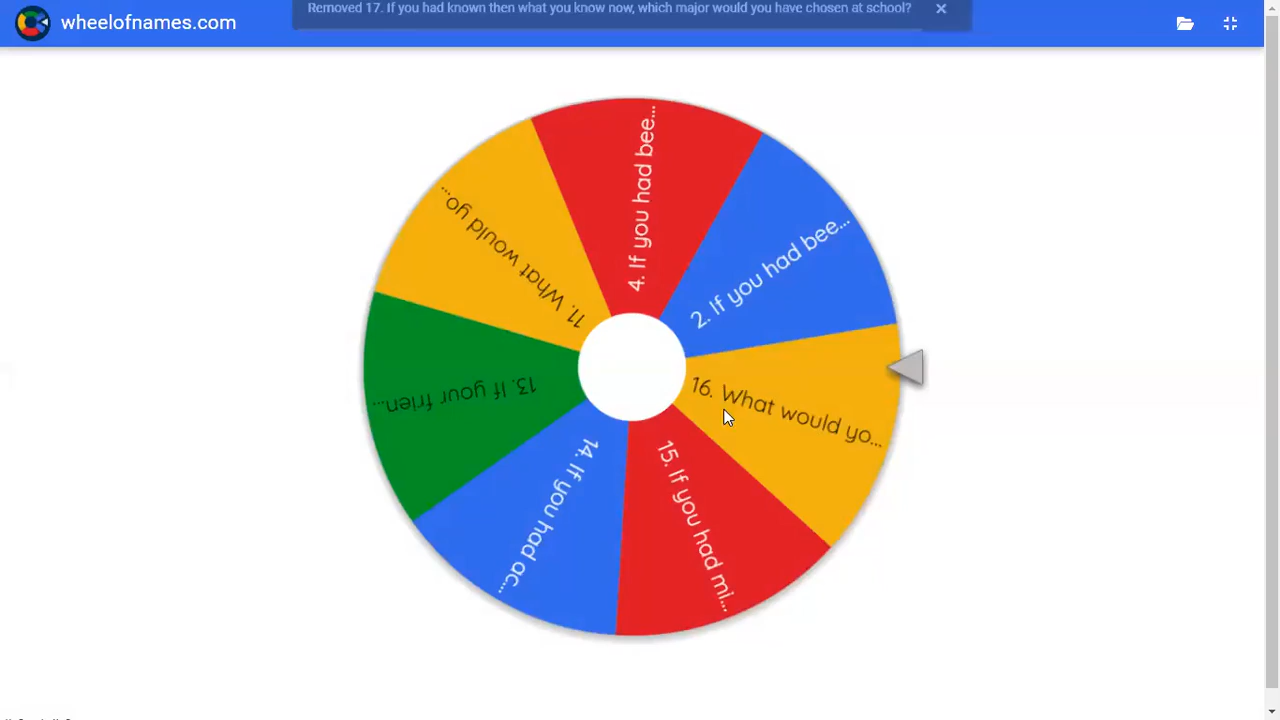 wheelofnames.com
Removed 17. If you had known then what you know now, which major would you have chosen at school?
4. If you had bee...
2. If you had bee...
16. What would yo...
15. If you had mi...
14. If you had ac...
13. If your frien...
11. What would go...